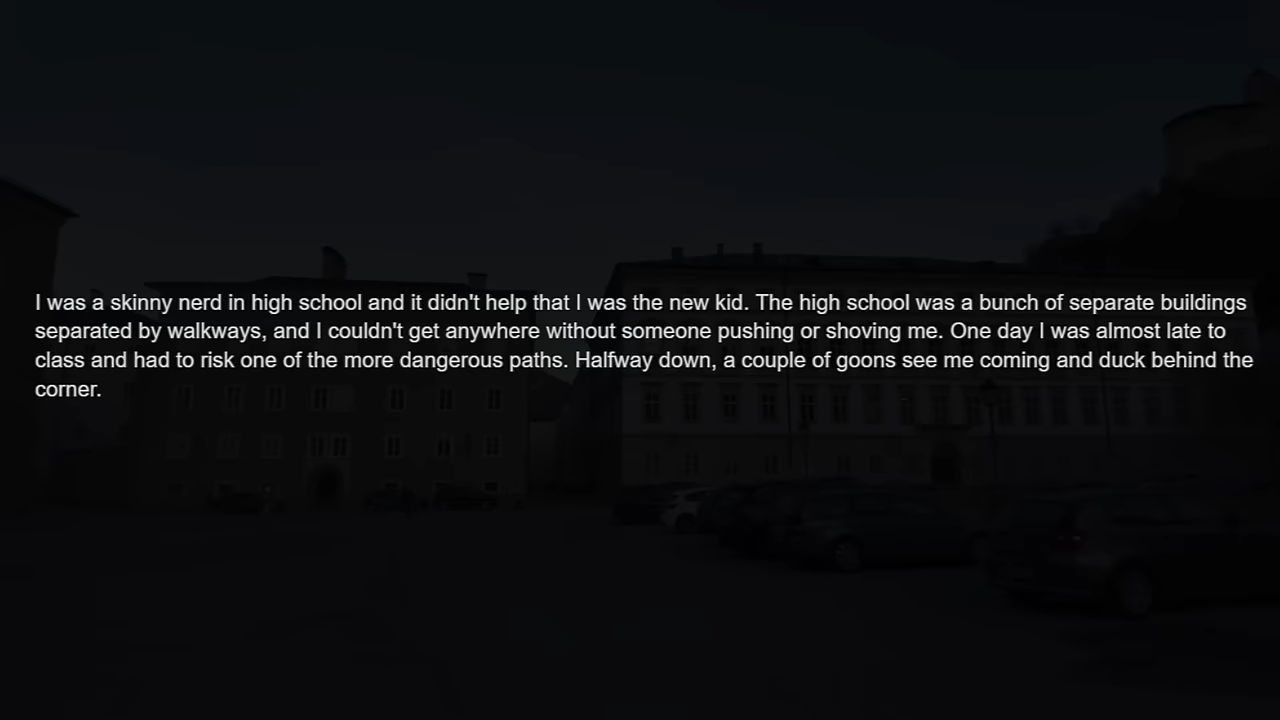 I was a skinny nerd in high school and it didn't help that I was the new kid. The high school was a bunch of separate buildings
separated by walkways, and I couldn't get anywhere without someone pushing or shoving me. One day I was almost late to
class and had to risk one of the more dangerous paths. Halfway down, a couple of goons see me coming and duck behind the
corner.